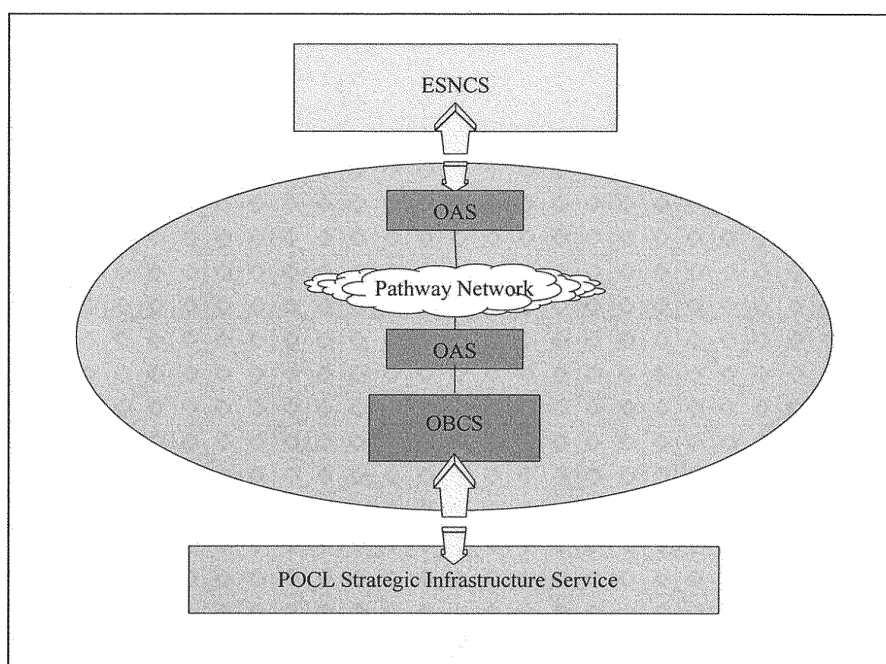 ESNCS
OAS
Pathway Network
OAS
OBCS
POCL Strategic Infrastructure Service